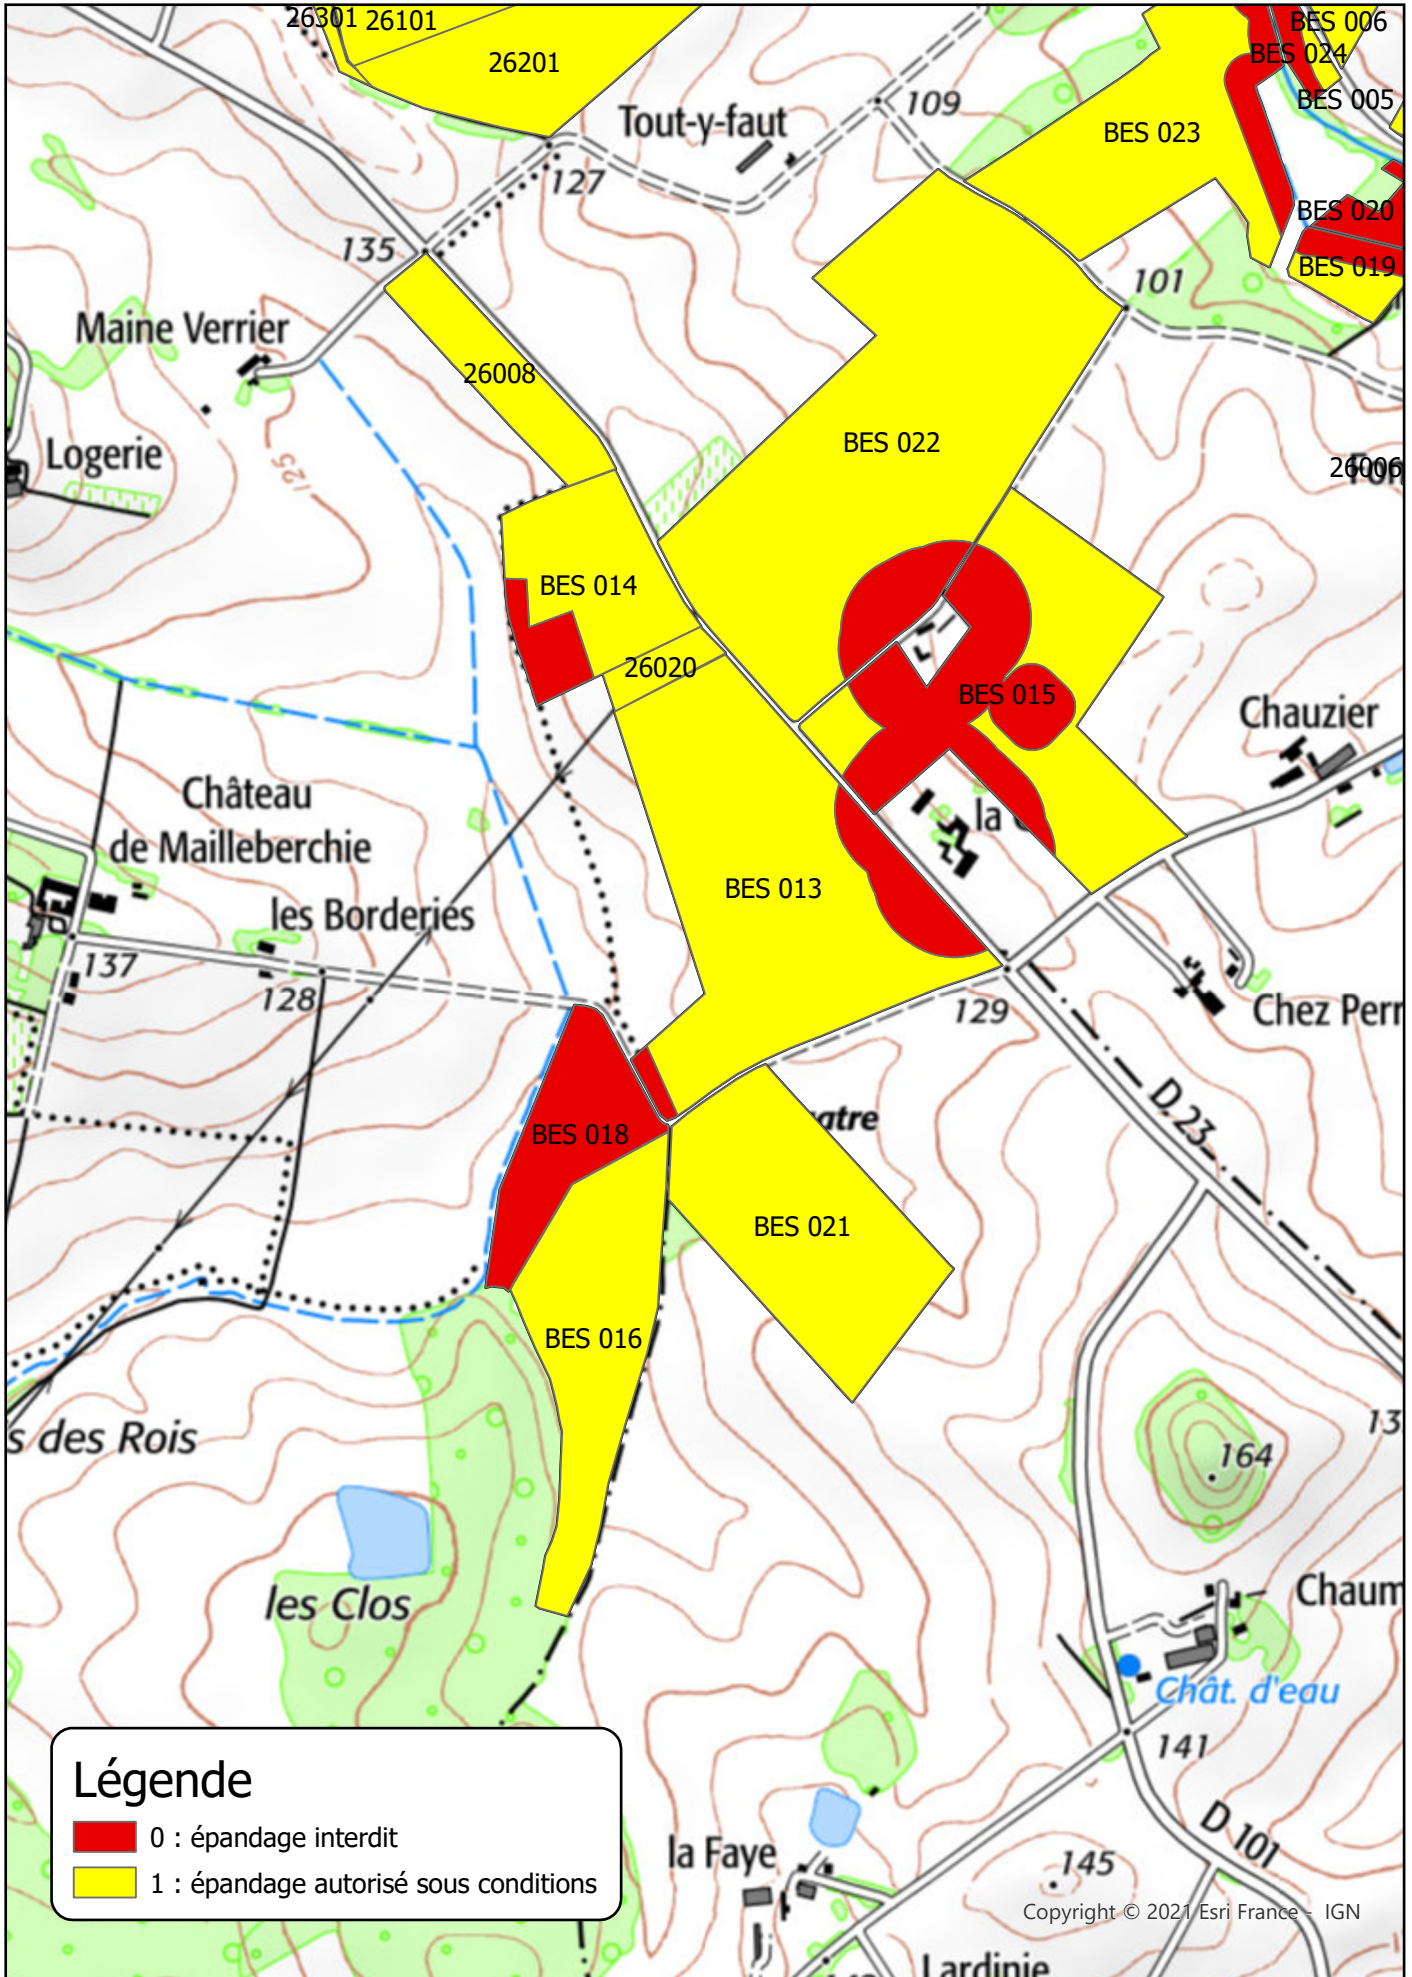 26301
26101
BES 006
BES 024
26201
BES 005
109
Tout-y-faut
BES 023
127
BES 020
135
BES 019
101
Maine Verrier
26008
BES 022
Logerie
125
26006
BES 014
26020
BES 015
Chauzier
Château
de Mailleberchie
la
BES 013
les Borderies
137
128
129
Chez Perr
D 23
BES 018
BES 021
BES 016
s des Rois
13
164
les Clos
Chaum
Chât. d'eau
141
Légende
0 : épandage interdit
1 : épandage autorisé sous conditions
D 101
la Faye
145
Copyright © 2021 Esri France - IGN
Lardinie